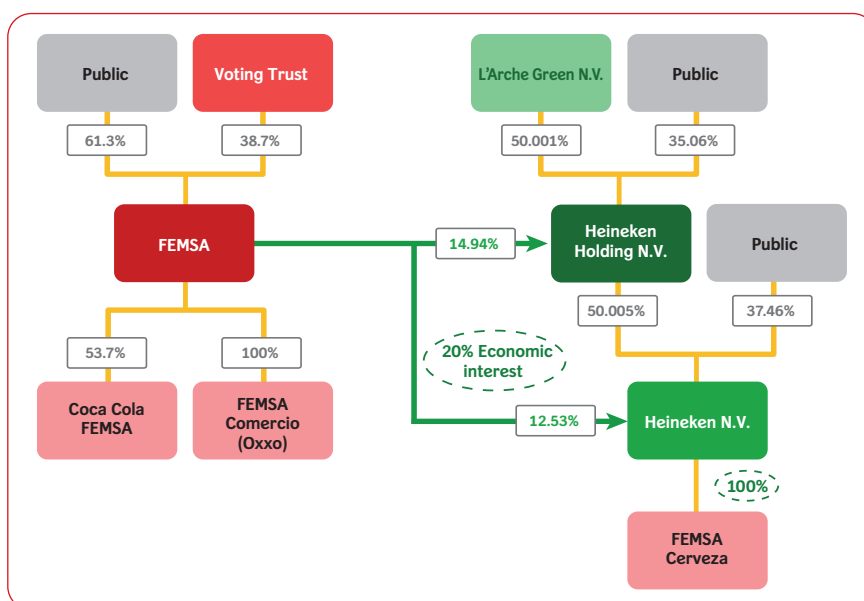 Public
Voting Trust
L'Arche Green N.V.
Public
61.3%
38.7%
50.001%
35.06%
FEMSA
14.94%
Heineken
Holding N.V.
Public
50.005%
37.46%
53.7%
100%
20% Economic
interest
Coca Cola
FEMSA
FEMSA
Comercio
(Oxxo)
12.53%
Heineken N.V.
100%
FEMSA
Cerveza